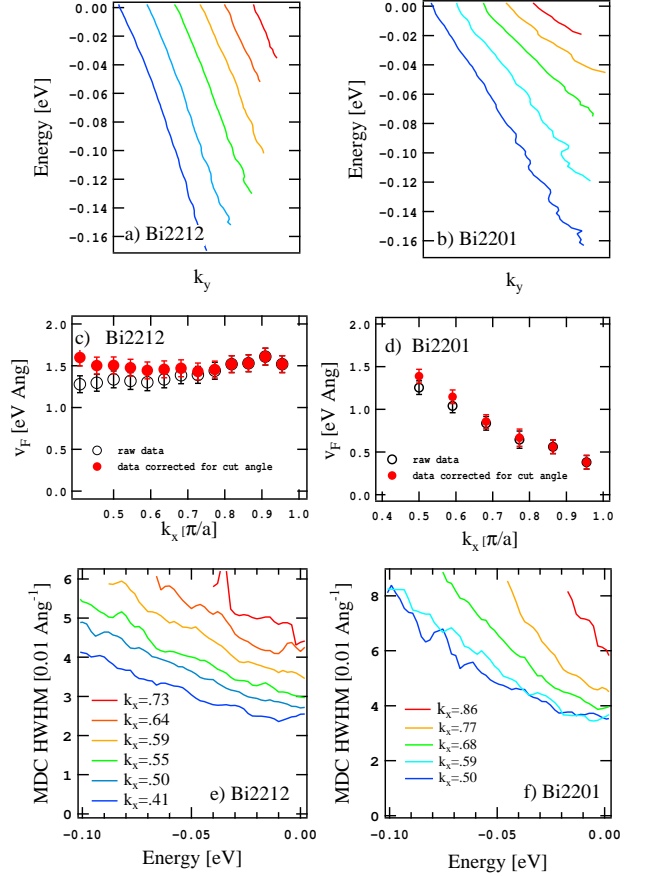 0.00
-0.02
-0.04
-0.06
-0.08
-0.10
-0.12
-0.14
-0.16
Energy [eV]
a) Bi2212
k_y
0.00
-0.02
-0.04
-0.06
-0.08
-0.10
-0.12
-0.14
-0.16
Energy [eV]
b) Bi2201
k_y
2.0
1.5
1.0
0.5
0.0
v_F [eV Ang]
c) Bi2212
raw data
data corrected for cut angle
0.5 0.6 0.7 0.8 0.9 1.0
k_x [π/a]
2.0
1.5
1.0
0.5
0.0
v_F [eV Ang]
d) Bi2201
raw data
data corrected for cut angle
0.4 0.5 0.6 0.7 0.8 0.9 1.0
k_x [π/a]
6
5
4
3
2
1
0
MDC HWHM [0.01 Ang⁻¹]
k_x=.73
k_x=.64
k_x=.59
k_x=.55
k_x=.50
k_x=.41
e) Bi2212
-0.10 -0.05 0.00
Energy [eV]
8
6
4
2
0
MDC HWHM [0.01 Ang⁻¹]
k_x=.86
k_x=.77
k_x=.68
k_x=.59
k_x=.50
f) Bi2201
-0.10 -0.05 0.00
Energy [eV]